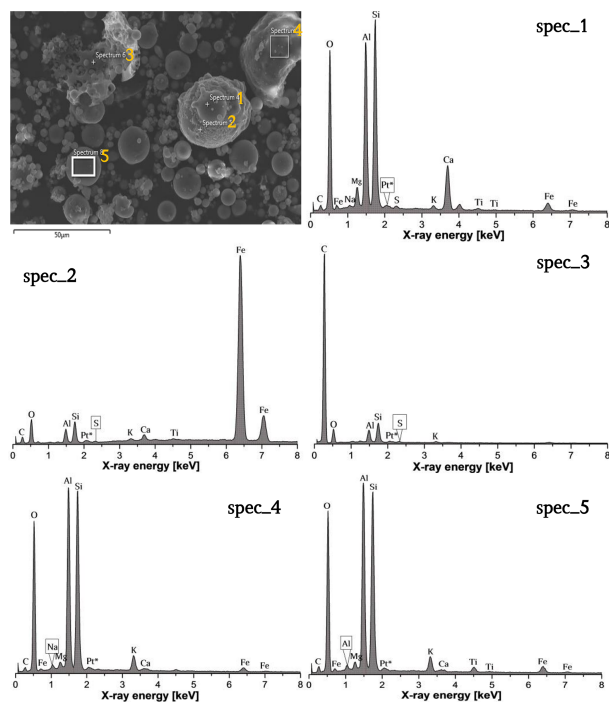 Spectrum 6
3
4
Spectrum 4
1
2
Spectrum 8
5
50µm
spec_1
C O Fe Na Mg Al Si Pt* S K Ca Ti Ti Fe Fe
0 1 2 3 4 5 6 7 8
X-ray energy [keV]
spec_2
C O Al Si Pt* S K Ca Ti Fe Fe
0 1 2 3 4 5 6 7 8
X-ray energy [keV]
spec_3
C O Al Si Pt* S K
0 1 2 3 4 5 6 7 8
X-ray energy [keV]
spec_4
C O Fe Na Mg Al Si Pt* K Ca Fe Fe
0 1 2 3 4 5 6 7 8
X-ray energy [keV]
spec_5
C O Fe Al Mg Al Si Pt* K Ca Ti Ti Fe Fe
0 1 2 3 4 5 6 7 8
X-ray energy [keV]